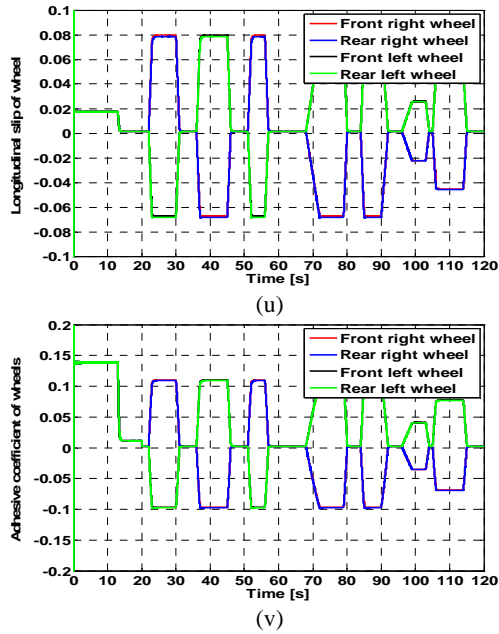 0.1
0.08
0.06
0.04
0.02
0
-0.02
-0.04
-0.06
-0.08
-0.1
Longitudinal slip of wheel
Front right wheel
Rear right wheel
Front left wheel
Rear left wheel
0 10 20 30 40 50 60 70 80 90 100 110 120
Time [s]
(u)
0.2
0.15
0.1
0.05
0
-0.05
-0.1
-0.15
-0.2
Adhesive coefficient of wheels
Front right wheel
Rear right wheel
Front left wheel
Rear left wheel
0 10 20 30 40 50 60 70 80 90 100 110 120
Time [s]
(v)